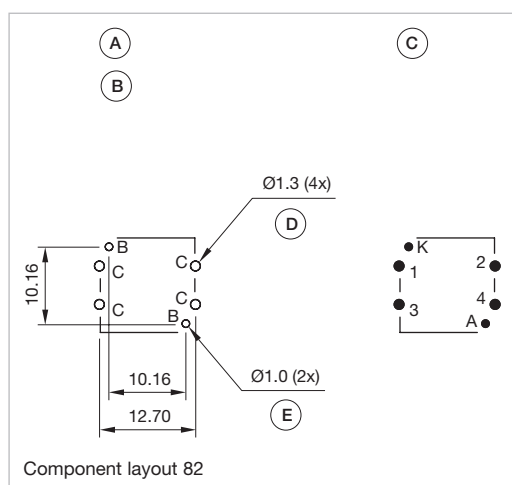 A
C
B
Ø1.3 (4x)
D
B
K
C
C
1
2
10.16
C
C
3
4
B
A
10.16
Ø1.0 (2x)
12.70
E
Component layout 82